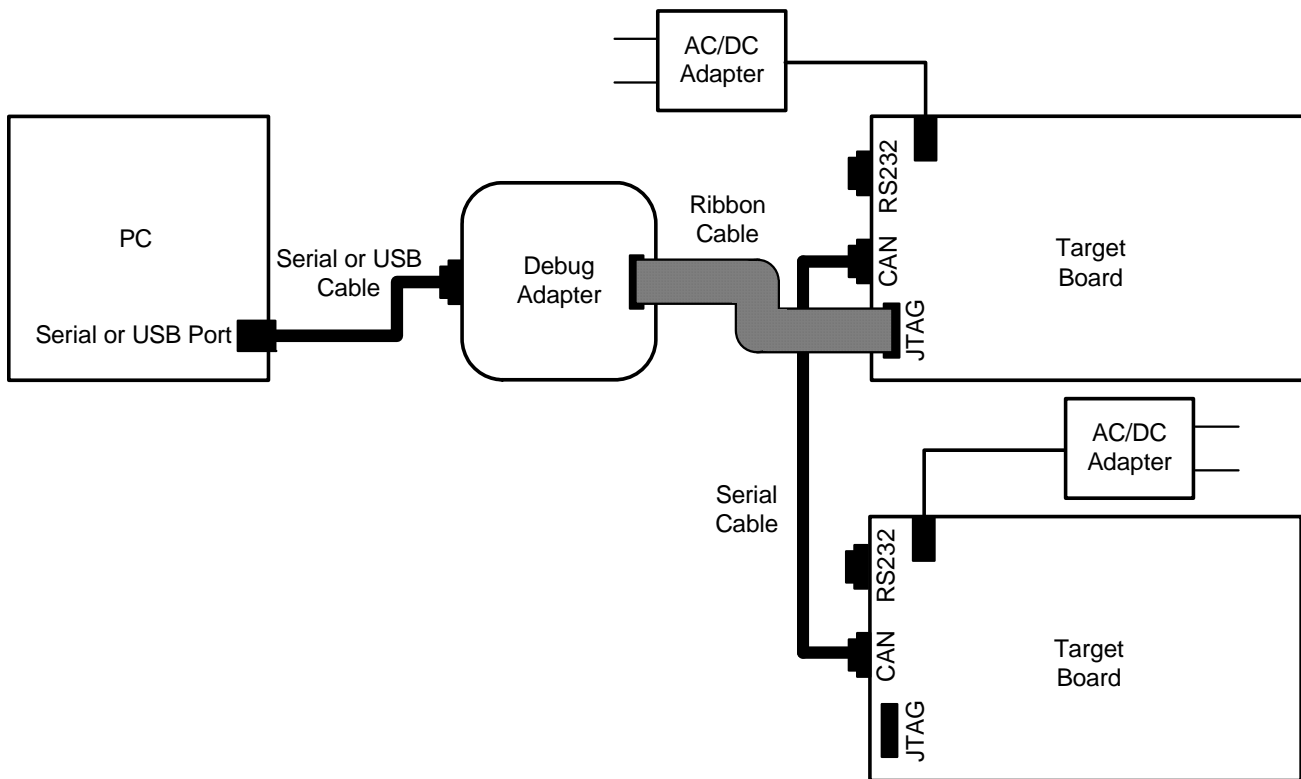 AC/DC
Adapter
PC
Serial or USB Port
Serial or USB
Cable
Debug
Adapter
Ribbon
Cable
RS232
CAN
JTAG
Target
Board
Serial
Cable
AC/DC
Adapter
RS232
CAN
JTAG
Target
Board